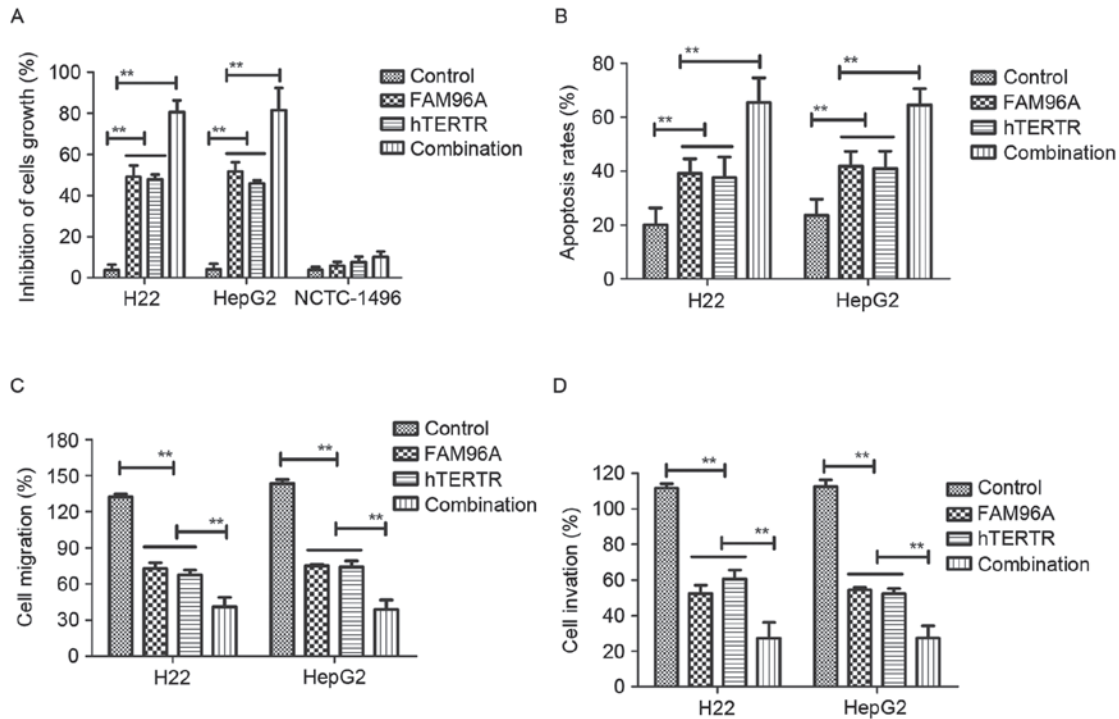 A
Inhibition of cells growth (%)
100
80
60
40
20
0
**
**
**
**
H22
HepG2
NCTC-1496
Control
FAM96A
hTERTR
Combination
B
Apoptosis rates (%)
80
60
40
20
0
**
**
**
**
H22
HepG2
Control
FAM96A
hTERTR
Combination
C
Cell migration (%)
180
150
120
90
60
30
0
**
**
**
**
H22
HepG2
Control
FAM96A
hTERTR
Combination
D
Cell invation (%)
120
100
80
60
40
20
0
**
**
**
**
H22
HepG2
Control
FAM96A
hTERTR
Combination